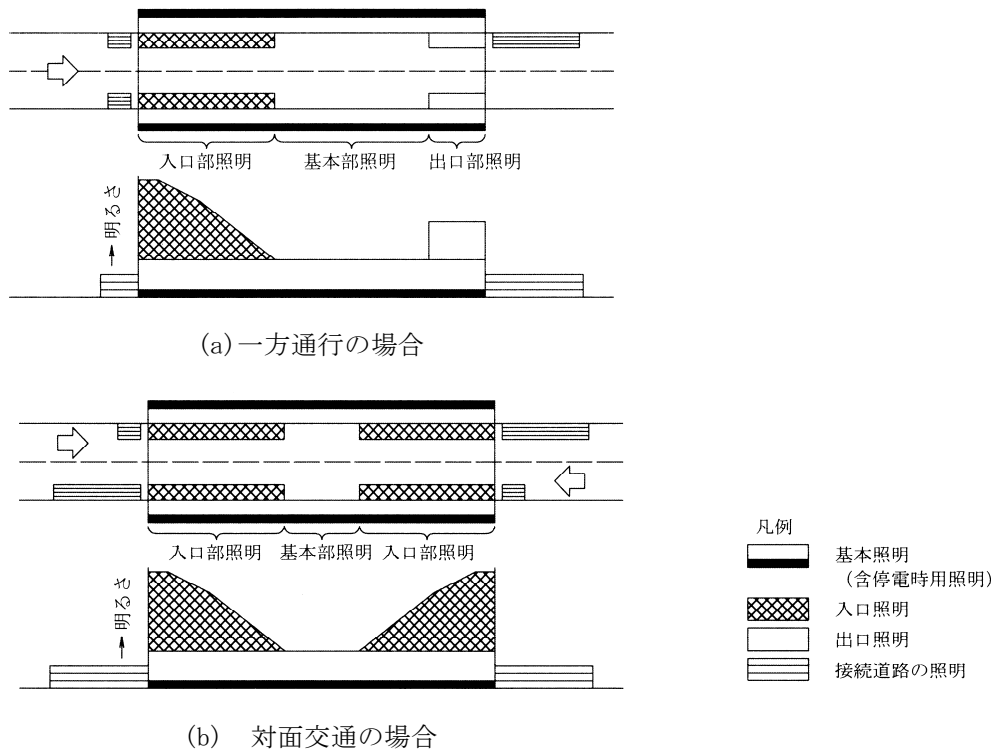 入口部照明 基本部照明 出口部照明
→明るさ
(a)一方通行の場合
入口部照明 基本部照明 入口部照明
→明るさ
(b) 対面交通の場合
凡例
基本照明
(含停電時用照明)
入口照明
出口照明
接続道路の照明